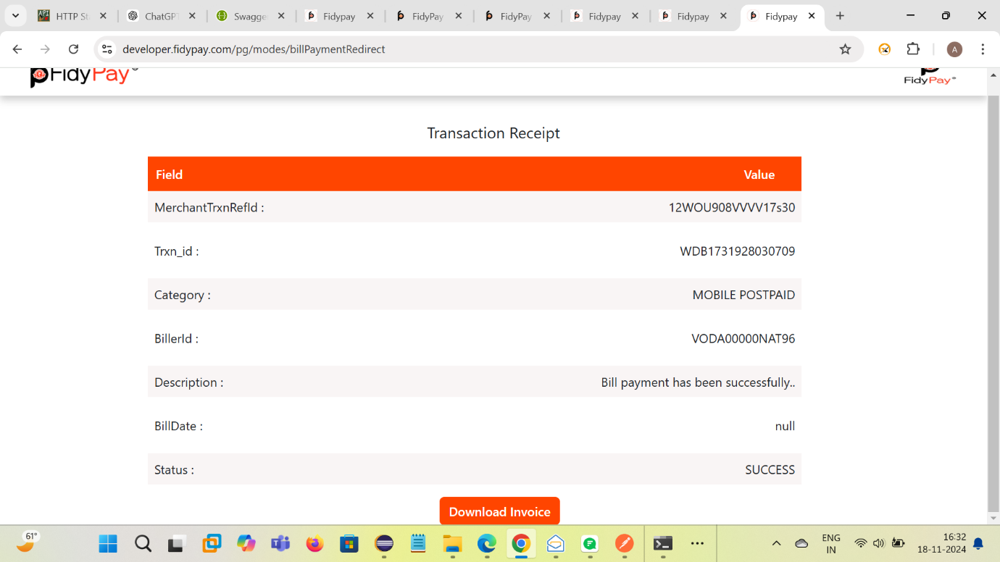 HTTP St
ChatGPT
Swagge
Fidypay
FidyPay
FidyPay
Fidypay
Fidypay
Fidypay
developer.fidypay.com/pg/modes/billPaymentRedirect
A
FidyPay®
FidyPay®
Transaction Receipt
Field Value
MerchantTrxnRefId : 12WOU908VVVV17s30
Trxn_id : WDB1731928030709
Category : MOBILE POSTPAID
BillerId : VODA00000NAT96
Description : Bill payment has been successfully..
BillDate : null
Status : SUCCESS
Download Invoice
61°
ENG
IN
16:32
18-11-2024